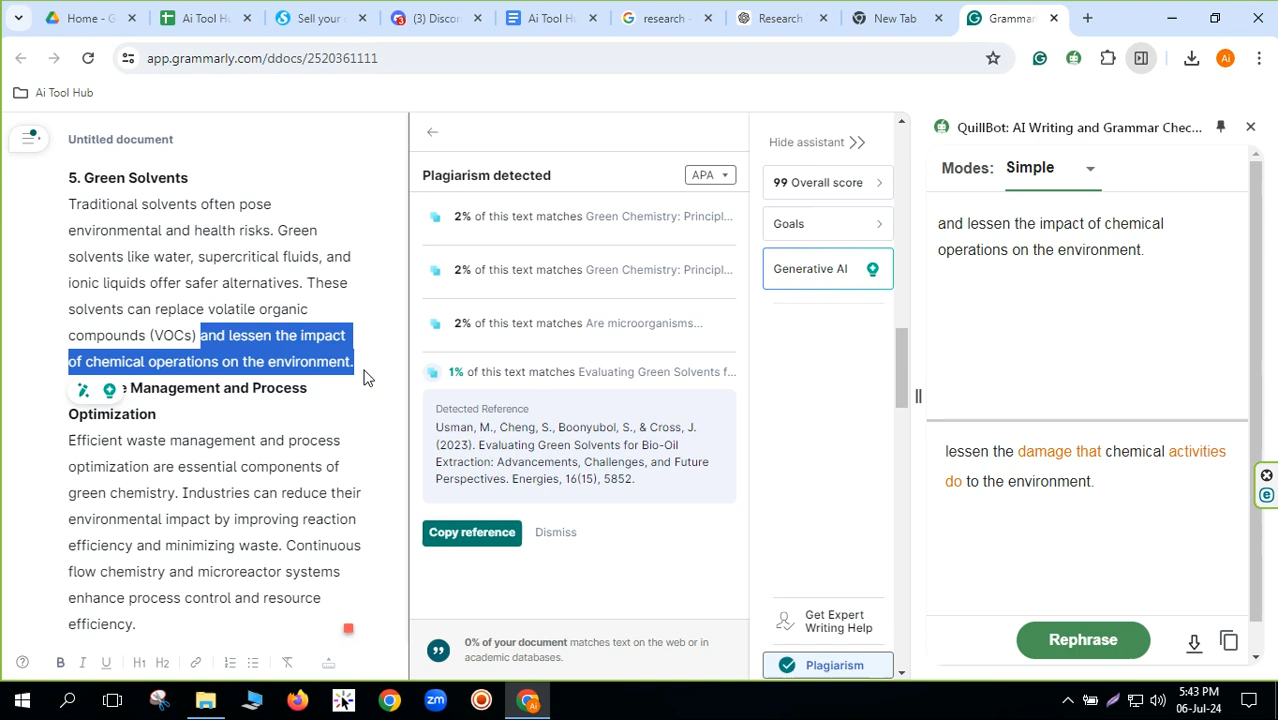 Home - G
Ai Tool Hu
Sell your c
(3) Discor
Ai Tool Hu
research -
Research
New Tab
Grammar
app.grammarly.com/ddocs/2520361111
Ai
Ai Tool Hub
Untitled document
5. Green Solvents
Traditional solvents often pose
environmental and health risks. Green
solvents like water, supercritical fluids, and
ionic liquids offer safer alternatives. These
solvents can replace volatile organic
compounds (VOCs) and lessen the impact
of chemical operations on the environment.
e Management and Process
Optimization
Efficient waste management and process
optimization are essential components of
green chemistry. Industries can reduce their
environmental impact by improving reaction
efficiency and minimizing waste. Continuous
flow chemistry and microreactor systems
enhance process control and resource
efficiency.
B I U H1 H2
Plagiarism detected
APA
2% of this text matches Green Chemistry: Principl...
2% of this text matches Green Chemistry: Principl...
2% of this text matches Are microorganisms...
1% of this text matches Evaluating Green Solvents f...
Detected Reference
Usman, M., Cheng, S., Boonyubol, S., & Cross, J.
(2023). Evaluating Green Solvents for Bio-Oil
Extraction: Advancements, Challenges, and Future
Perspectives. Energies, 16(15), 5852.
Copy reference
Dismiss
0% of your document matches text on the web or in
academic databases.
Hide assistant
99 Overall score
Goals
Generative AI
Get Expert
Writing Help
Plagiarism
QuillBot: AI Writing and Grammar Chec...
Modes: Simple
and lessen the impact of chemical
operations on the environment.
lessen the damage that chemical activities
do to the environment.
Rephrase
zm
Ai
5:43 PM
06-Jul-24